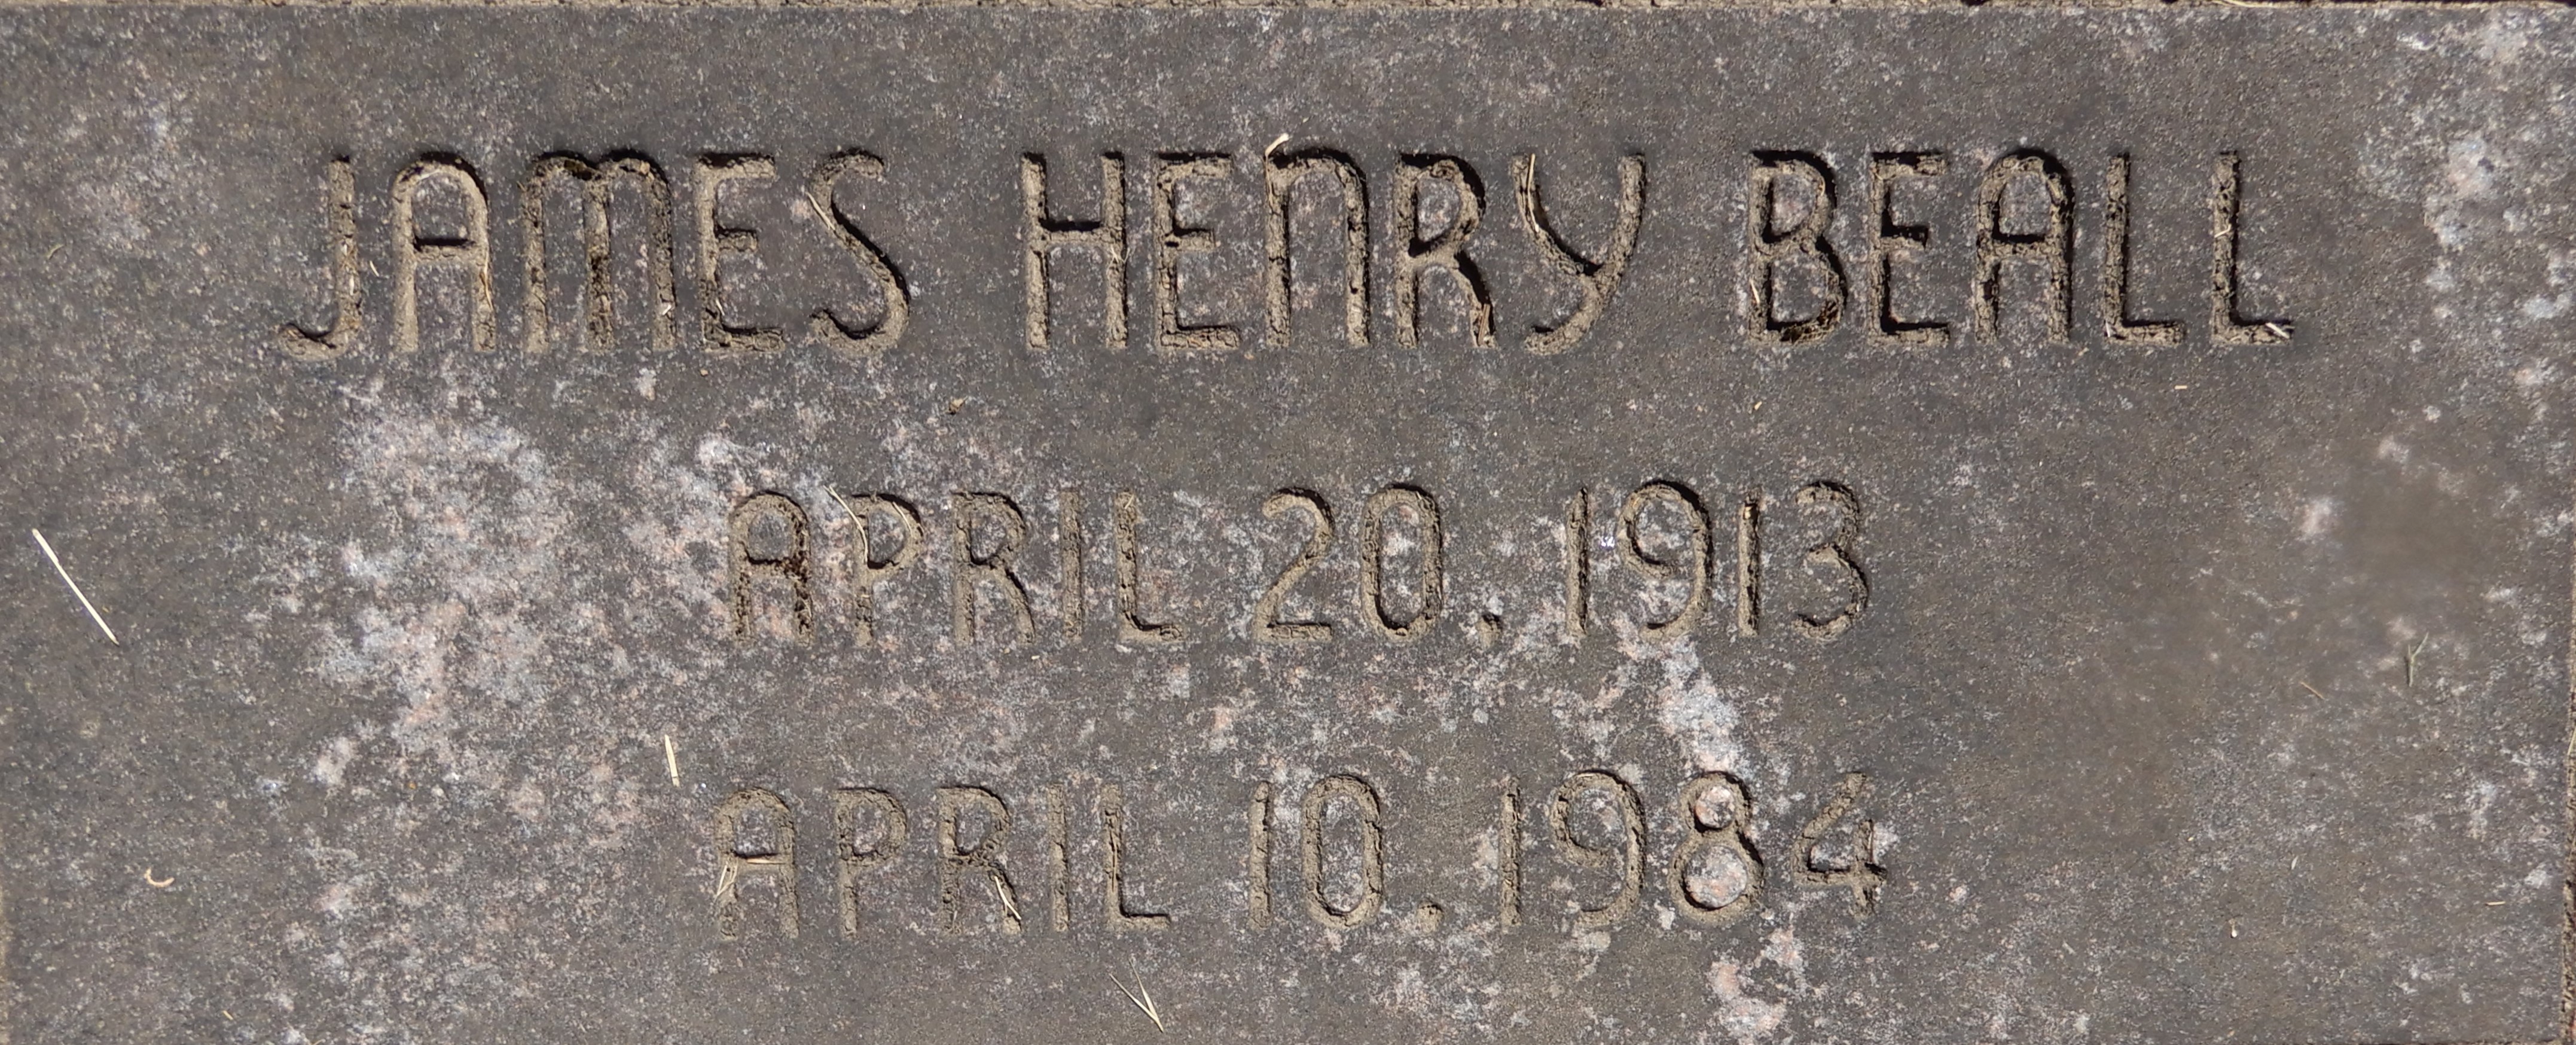 JAMES HENRY BEALL
APRIL 20. 1913
APRIL 10. 1984